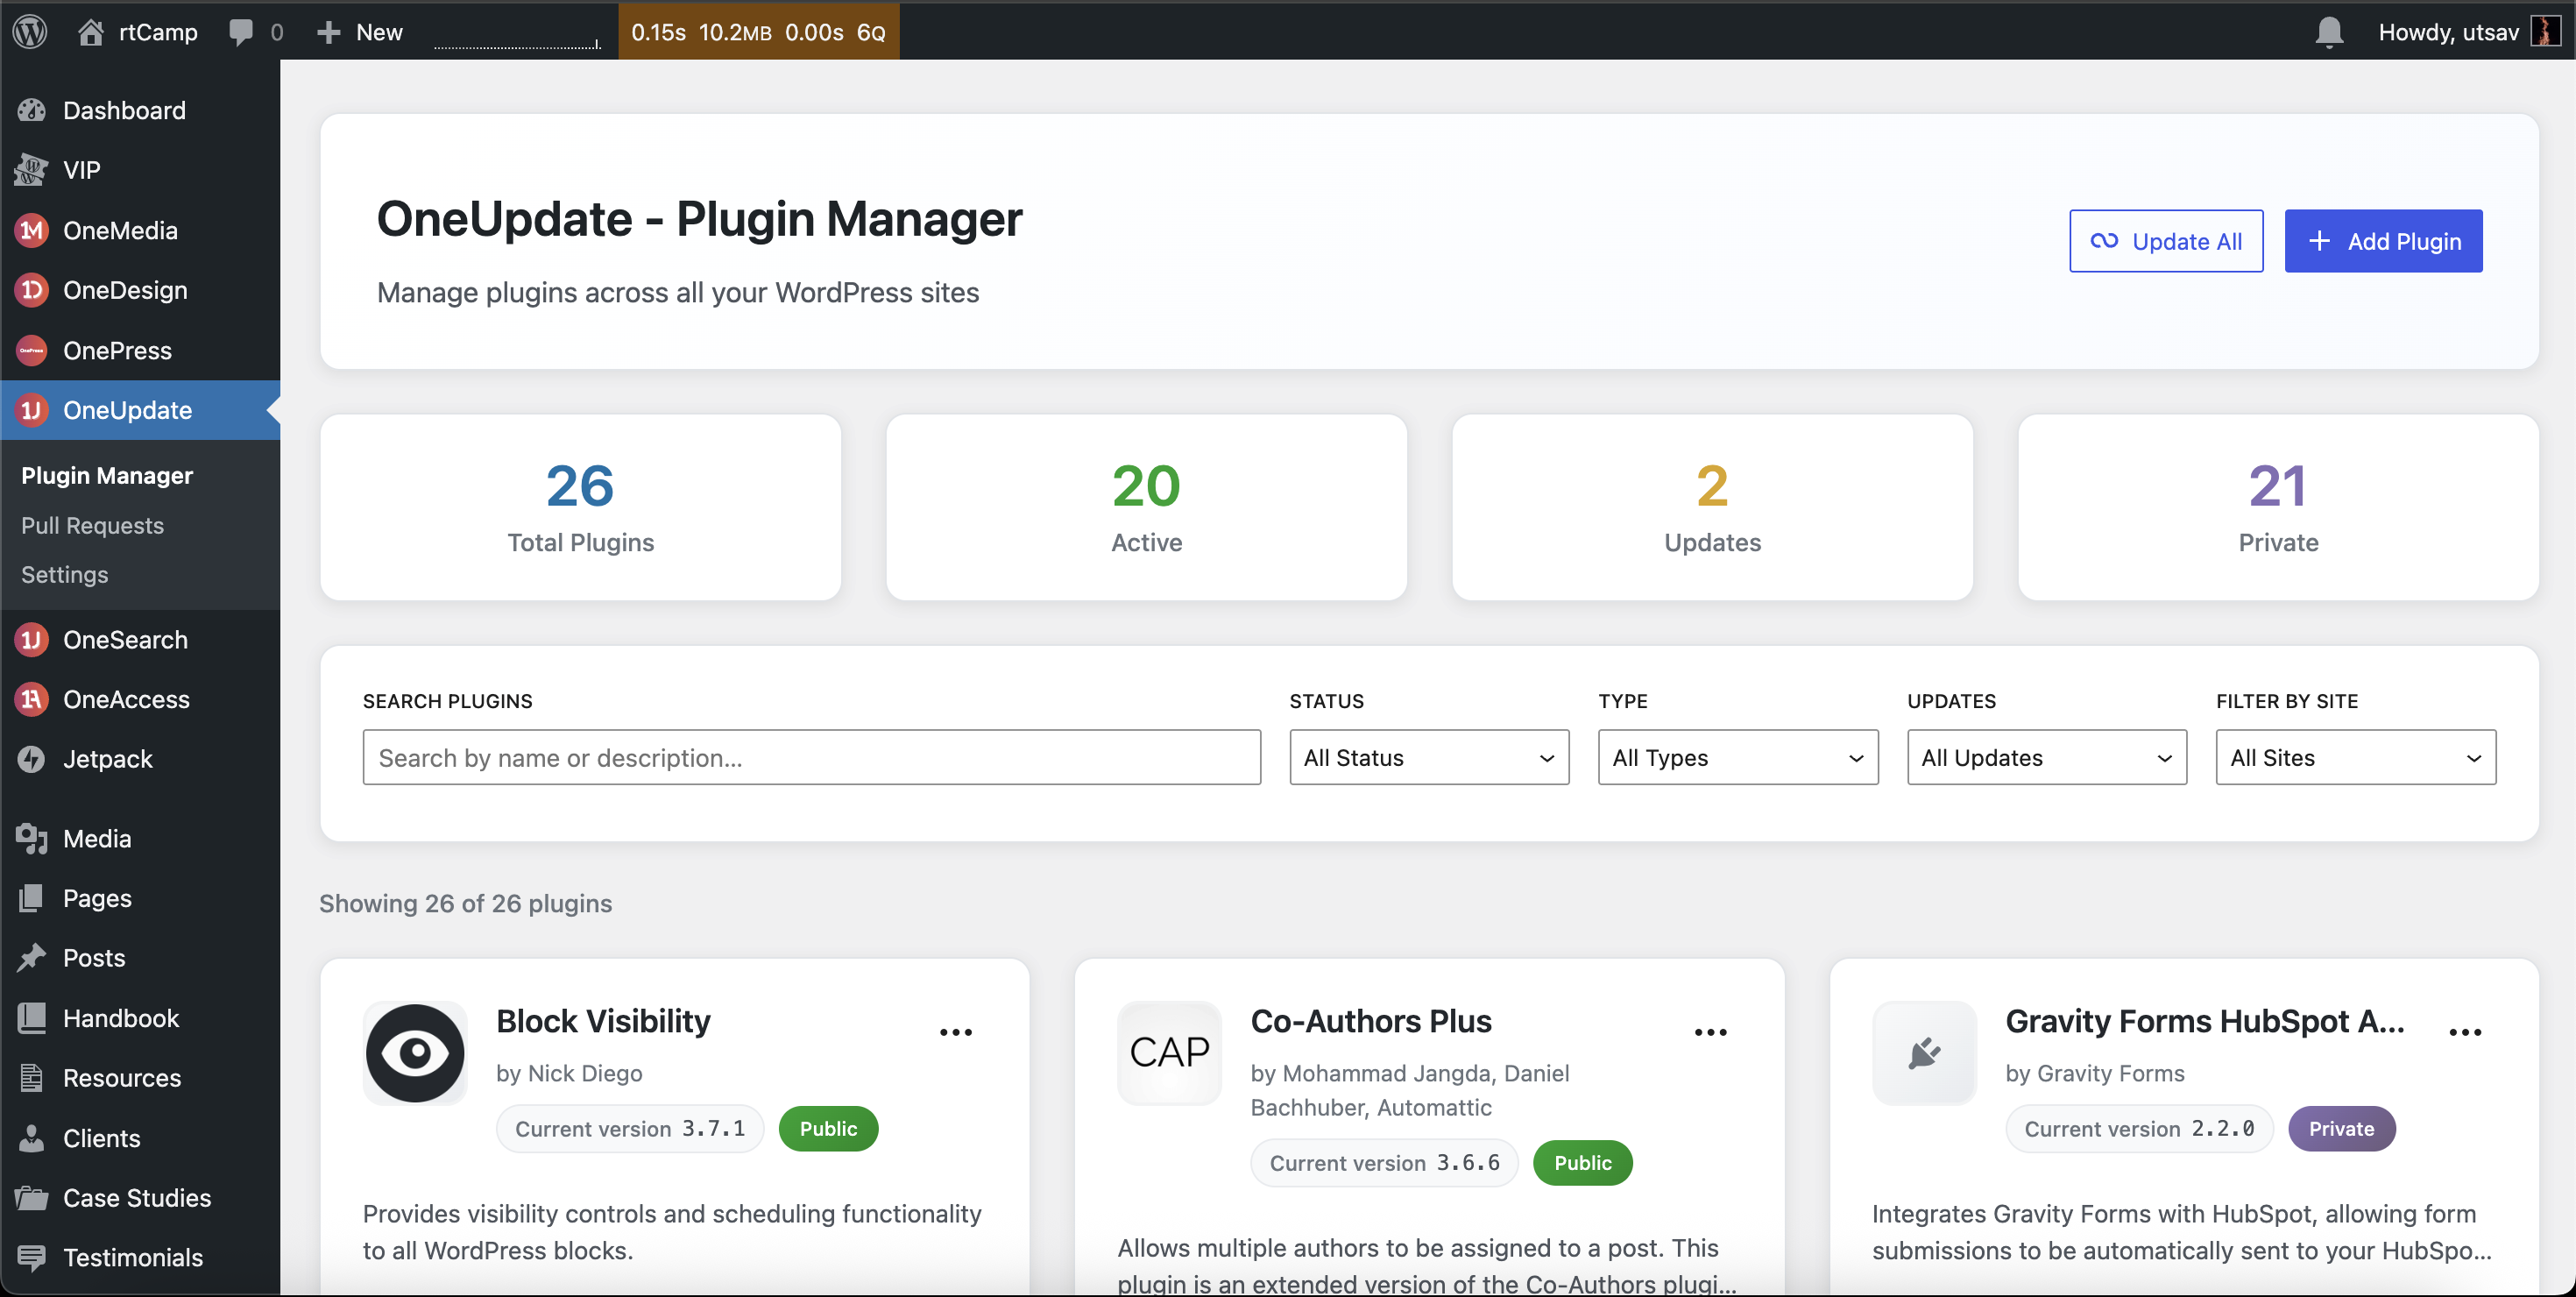 rtCamp
0
New
0.15s 10.2MB 0.00s 6Q
Howdy, utsav
Dashboard
VIP
OneMedia
OneDesign
OnePress
OneUpdate
Plugin Manager
Pull Requests
Settings
OneSearch
OneAccess
Jetpack
Media
Pages
Posts
Handbook
Resources
Clients
Case Studies
Testimonials
OneUpdate - Plugin Manager
Manage plugins across all your WordPress sites
Update All
Add Plugin
26
Total Plugins
20
Active
2
Updates
21
Private
SEARCH PLUGINS
Search by name or description...
STATUS
All Status
TYPE
All Types
UPDATES
All Updates
FILTER BY SITE
All Sites
Showing 26 of 26 plugins
Block Visibility
by Nick Diego
Current version 3.7.1
Public
Provides visibility controls and scheduling functionality
to all WordPress blocks.
CAP
Co-Authors Plus
by Mohammad Jangda, Daniel
Bachhuber, Automattic
Current version 3.6.6
Public
Allows multiple authors to be assigned to a post. This
plugin is an extended version of the Co-Authors plugi...
Gravity Forms HubSpot A...
by Gravity Forms
Current version 2.2.0
Private
Integrates Gravity Forms with HubSpot, allowing form
submissions to be automatically sent to your HubSpo...